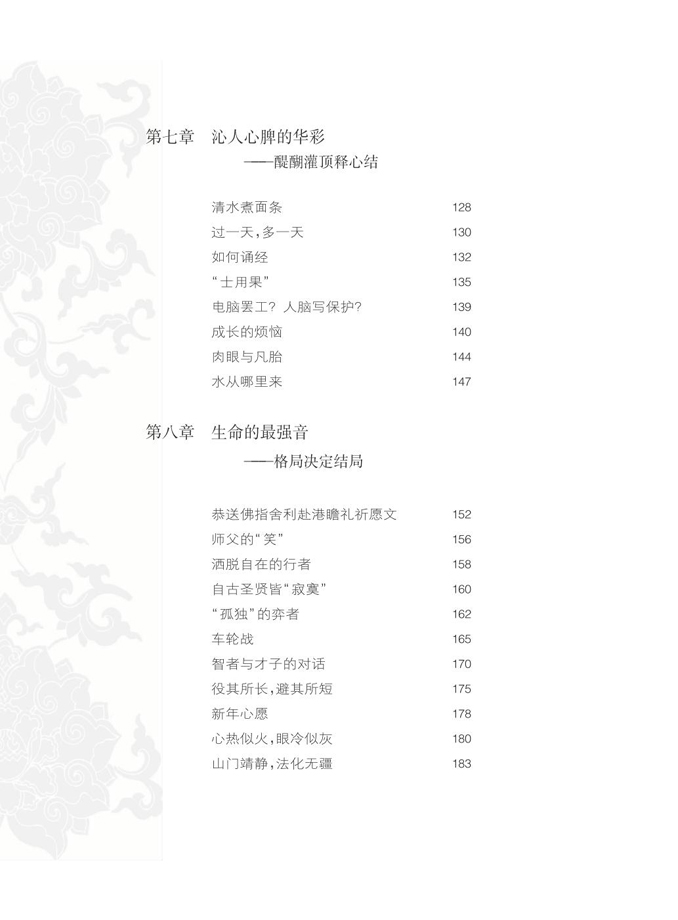 第七章 沁人心脾的华彩
——醍醐灌顶释心结
清水煮面条 128
过一天,多一天 130
如何诵经 132
“士用果” 135
电脑罢工？人脑写保护？ 139
成长的烦恼 140
肉眼与凡胎 144
水从哪里来 147
第八章 生命的最强音
——格局决定结局
恭送佛指舍利赴港瞻礼祈愿文 152
师父的“笑” 156
洒脱自在的行者 158
自古圣贤皆“寂寞” 160
“孤独”的弈者 162
车轮战 165
智者与才子的对话 170
役其所长,避其所短 175
新年心愿 178
心热似火,眼冷似灰 180
山门靖静,法化无疆 183